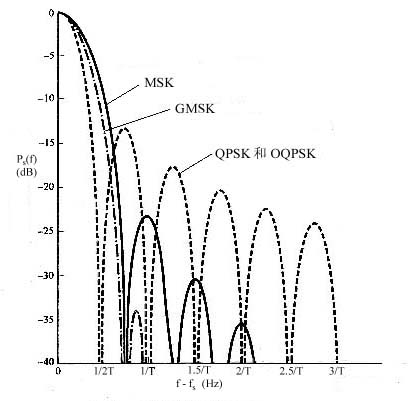 0
-5
MSK
-10
GMSK
-15
Ps(f)
(dB)
QPSK 和 OQPSK
-20
-25
-30
-35
-40
0 1/2T 1/T 1.5/T 2/T 2.5/T 3/T
f - fs (Hz)